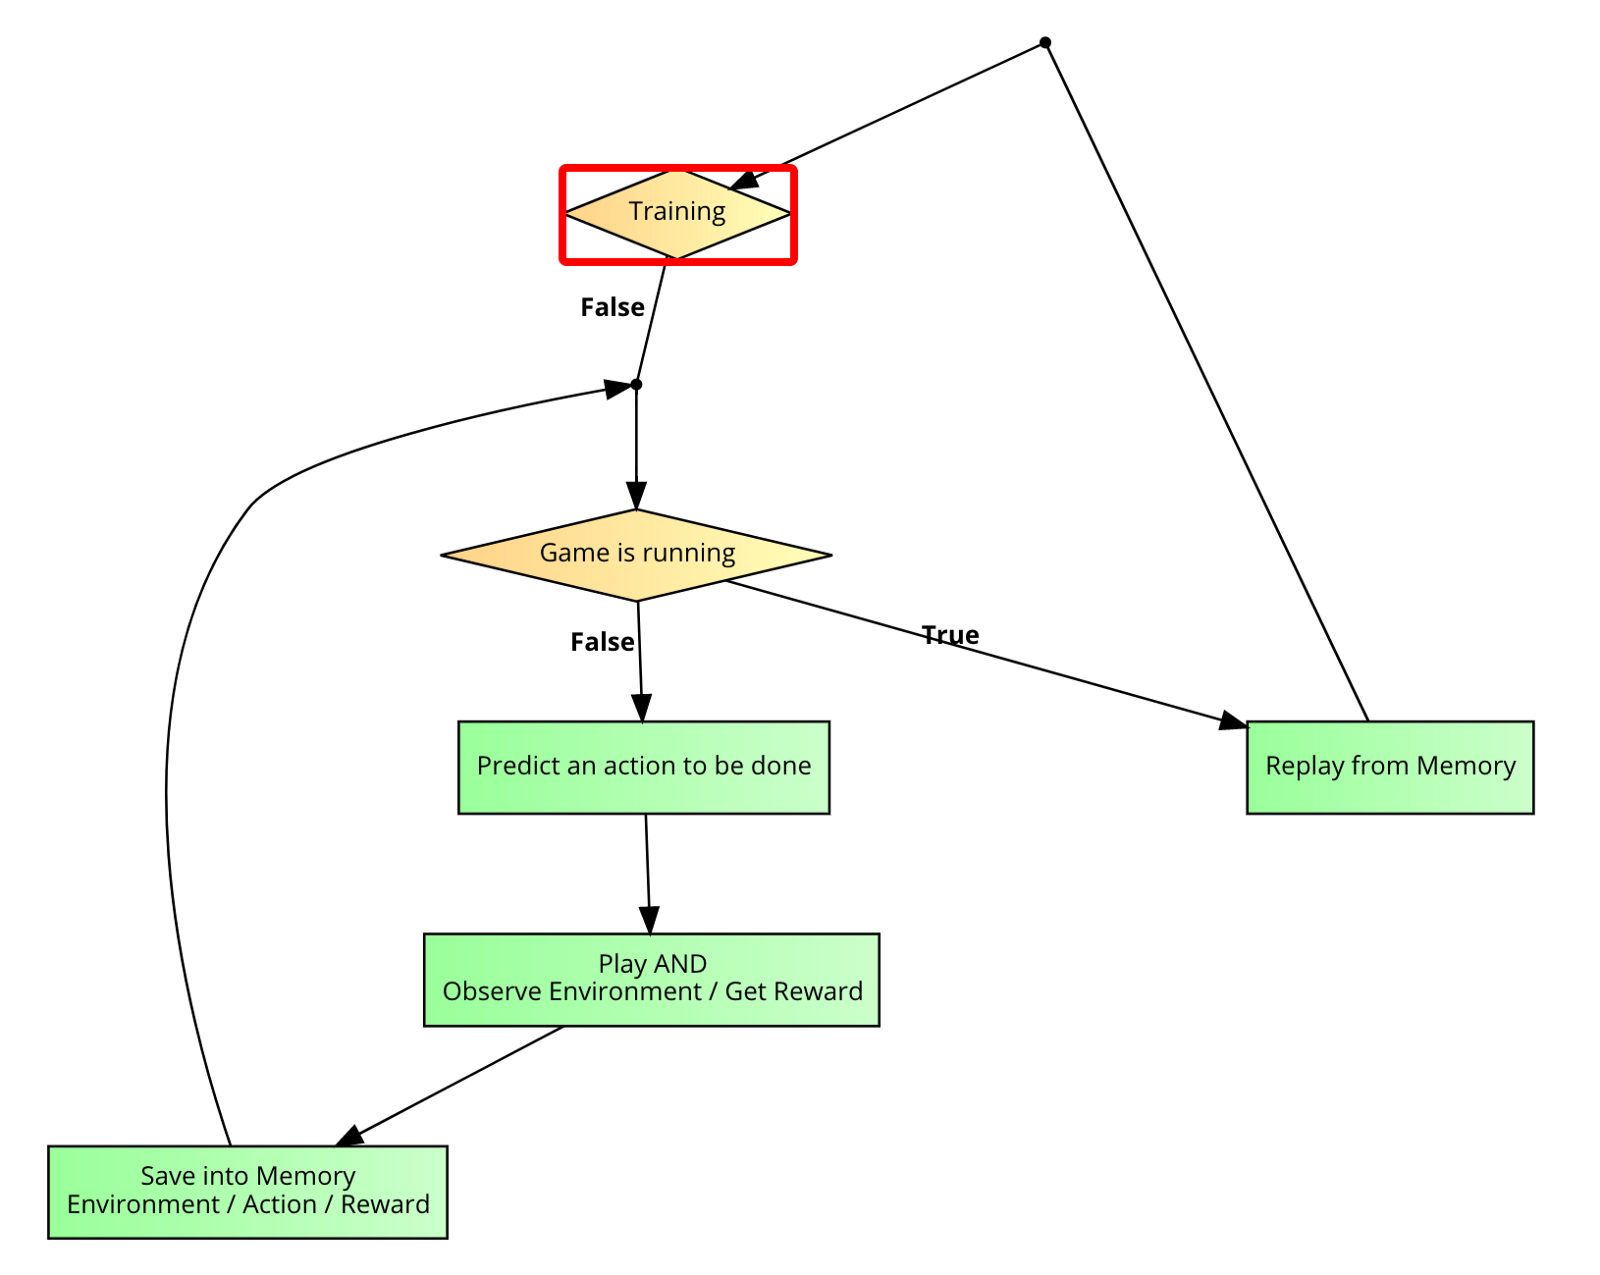 Training
False
Game is running
False
True
Predict an action to be done
Replay from Memory
Play AND
Observe Environment / Get Reward
Save into Memory
Environment / Action / Reward